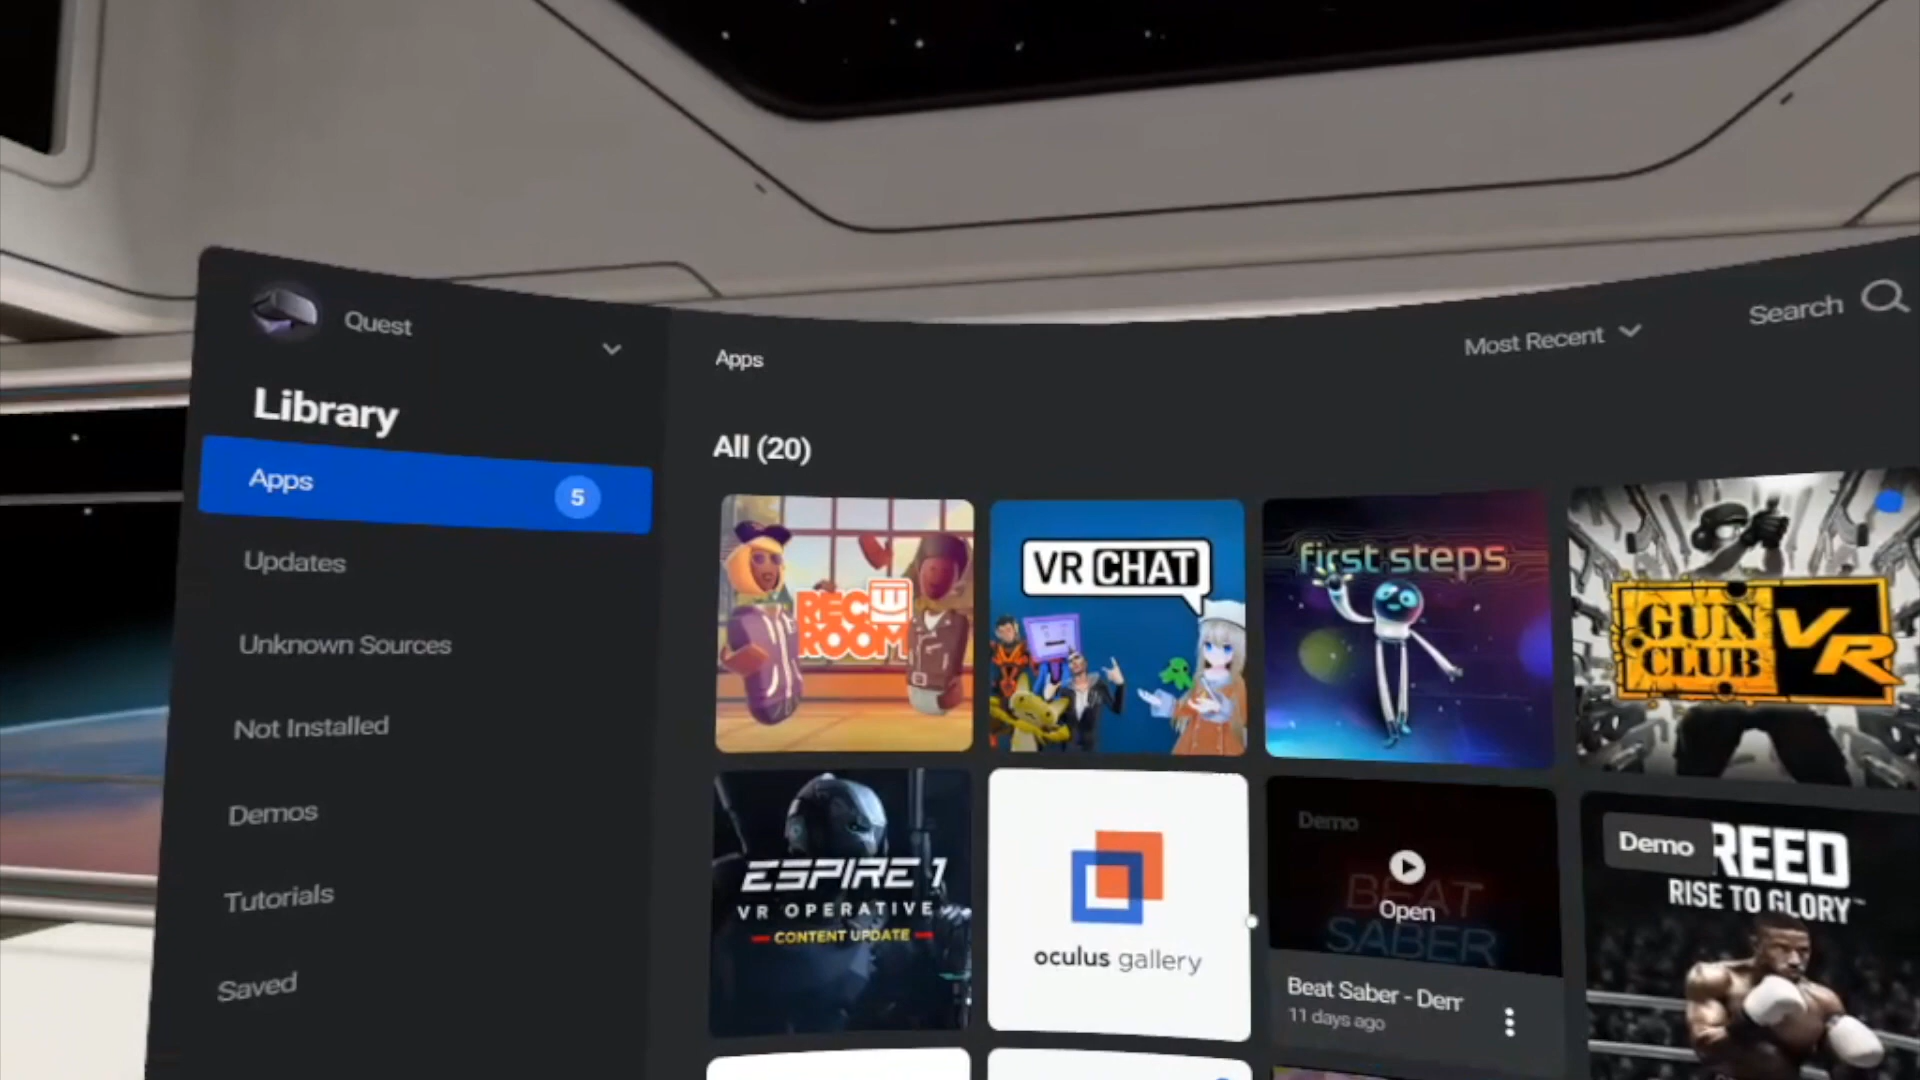 Quest
Library
Apps
5
Updates
Unknown Sources
Not Installed
Demos
Tutorials
Saved
Apps
Most Recent
Search
All (20)
REC
ROOM
VR CHAT
first steps
GUN
CLUB
VR
ESPIRE 1
VR OPERATIVE
CONTENT UPDATE
oculus gallery
Demo
BEAT
SABER
Open
Beat Saber - Dem
11 days ago
Demo
REED
RISE TO GLORY